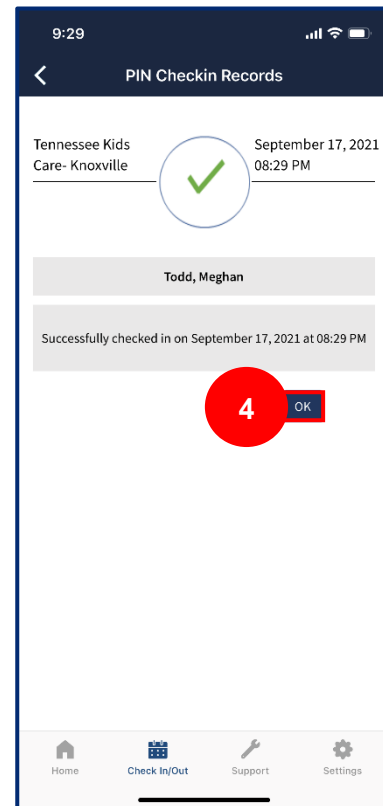 9:29
PIN Checkin Records
Tennessee Kids
Care- Knoxville
September 17, 2021
08:29 PM
Todd, Meghan
Successfully checked in on September 17, 2021 at 08:29 PM
4
OK
Home
Check In/Out
Support
Settings